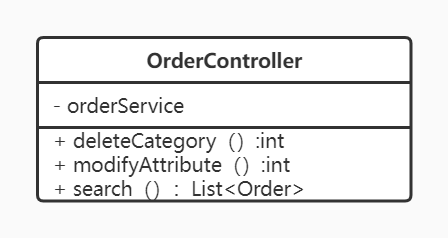 OrderController
- orderService
+ deleteCategory () :int
+ modifyAttribute () :int
+ search () : List<Order>